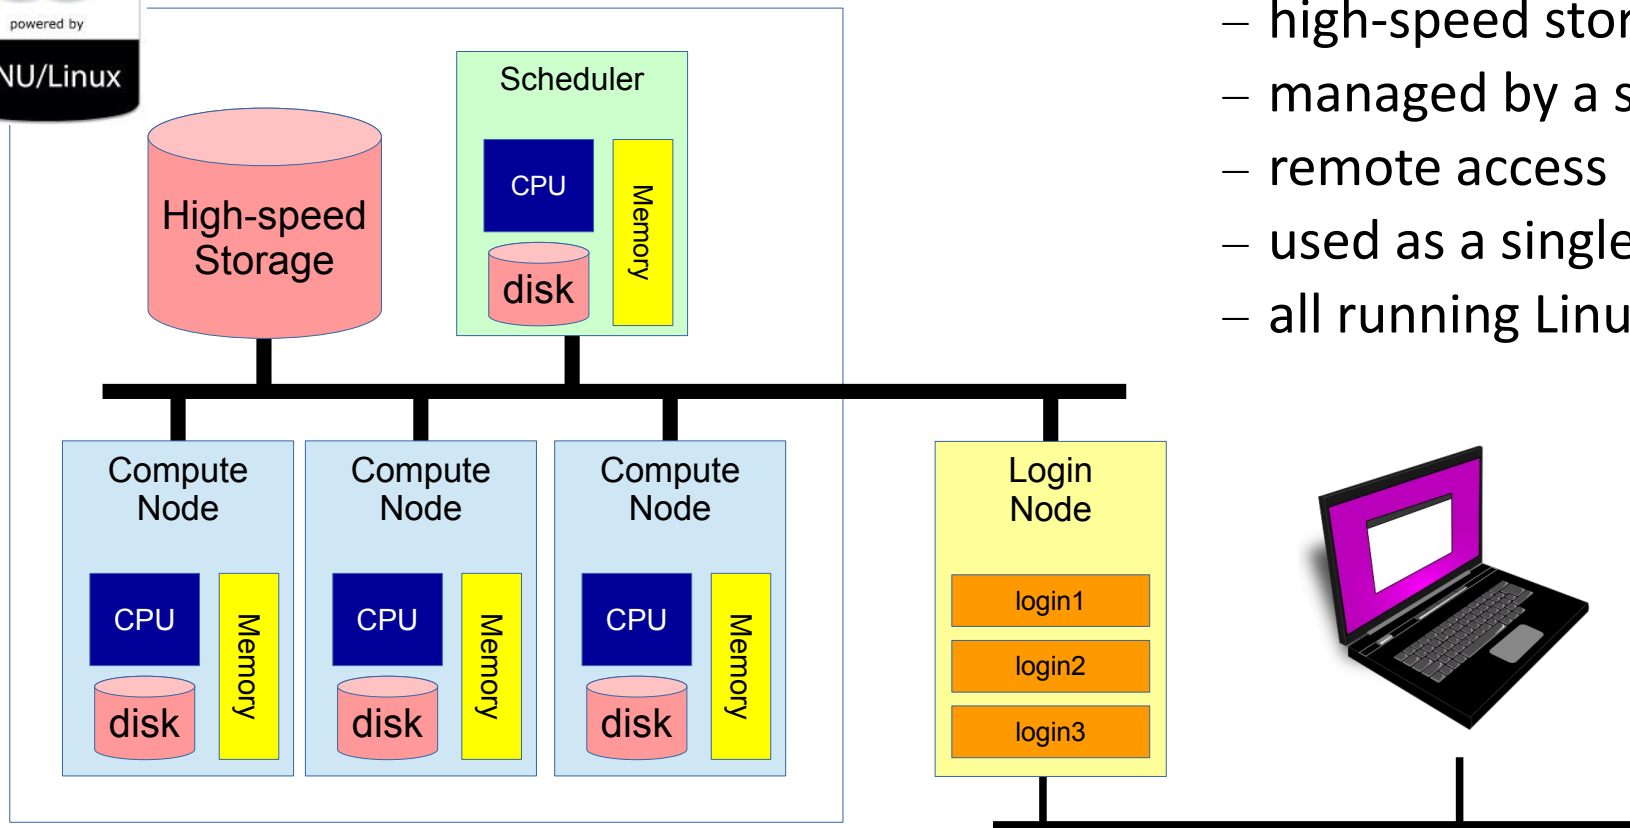 powered by
NU/Linux
Scheduler
CPU
Memory
disk
High-speed
Storage
– high-speed stor
– managed by a s
– remote access
– used as a single
– all running Linu
Compute
Node
CPU
Memory
disk
Compute
Node
CPU
Memory
disk
Compute
Node
CPU
Memory
disk
Login
Node
login1
login2
login3